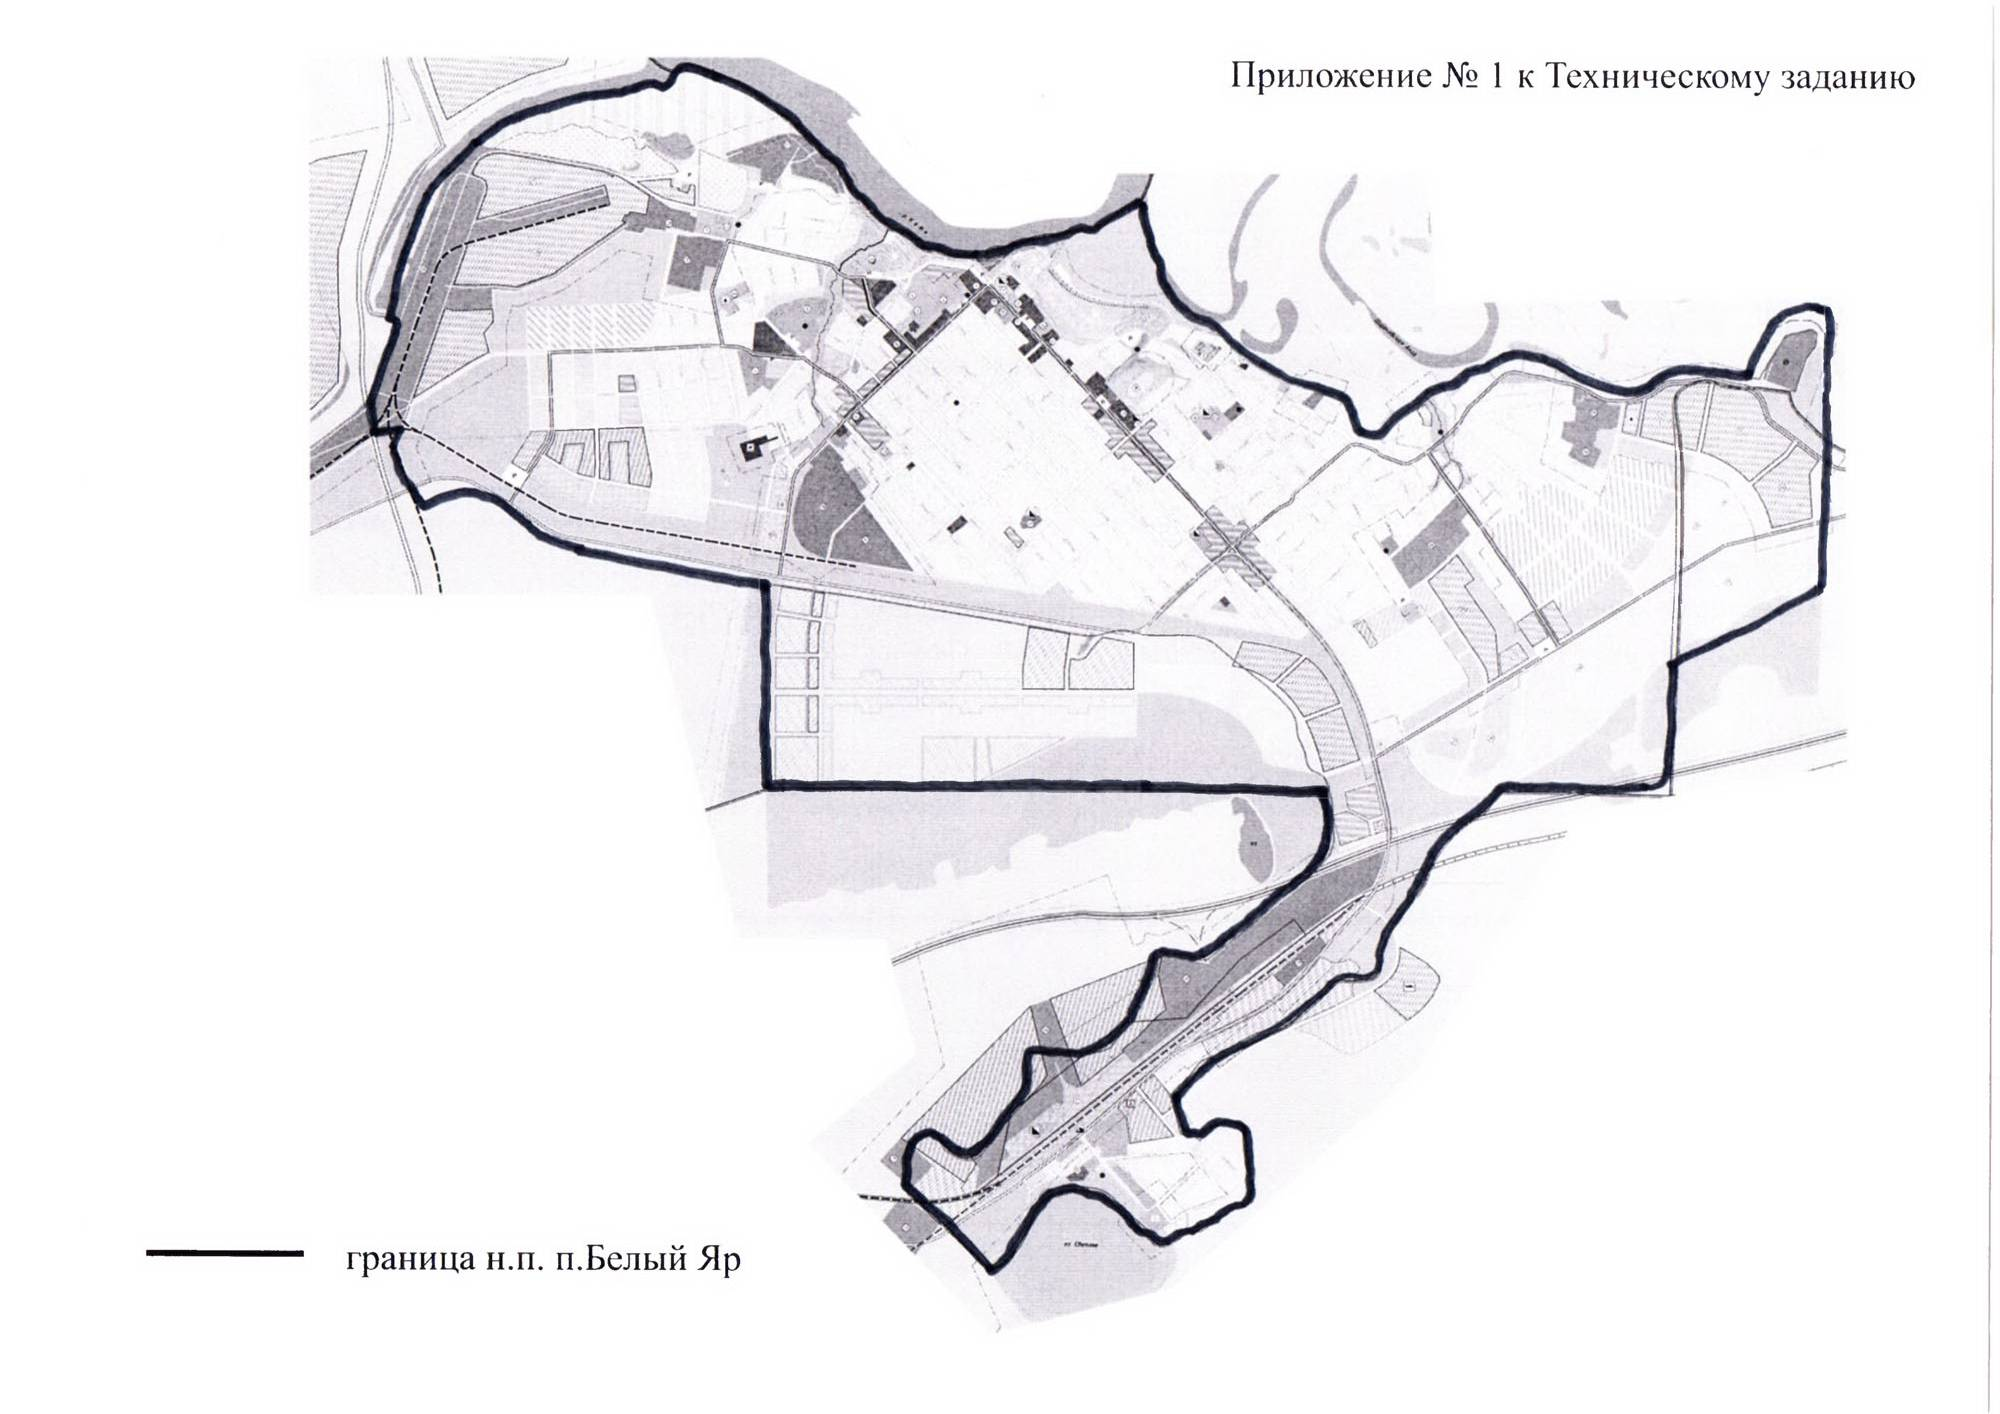 Приложение № 1 к Техническому заданию
граница н.п. п.Белый Яр